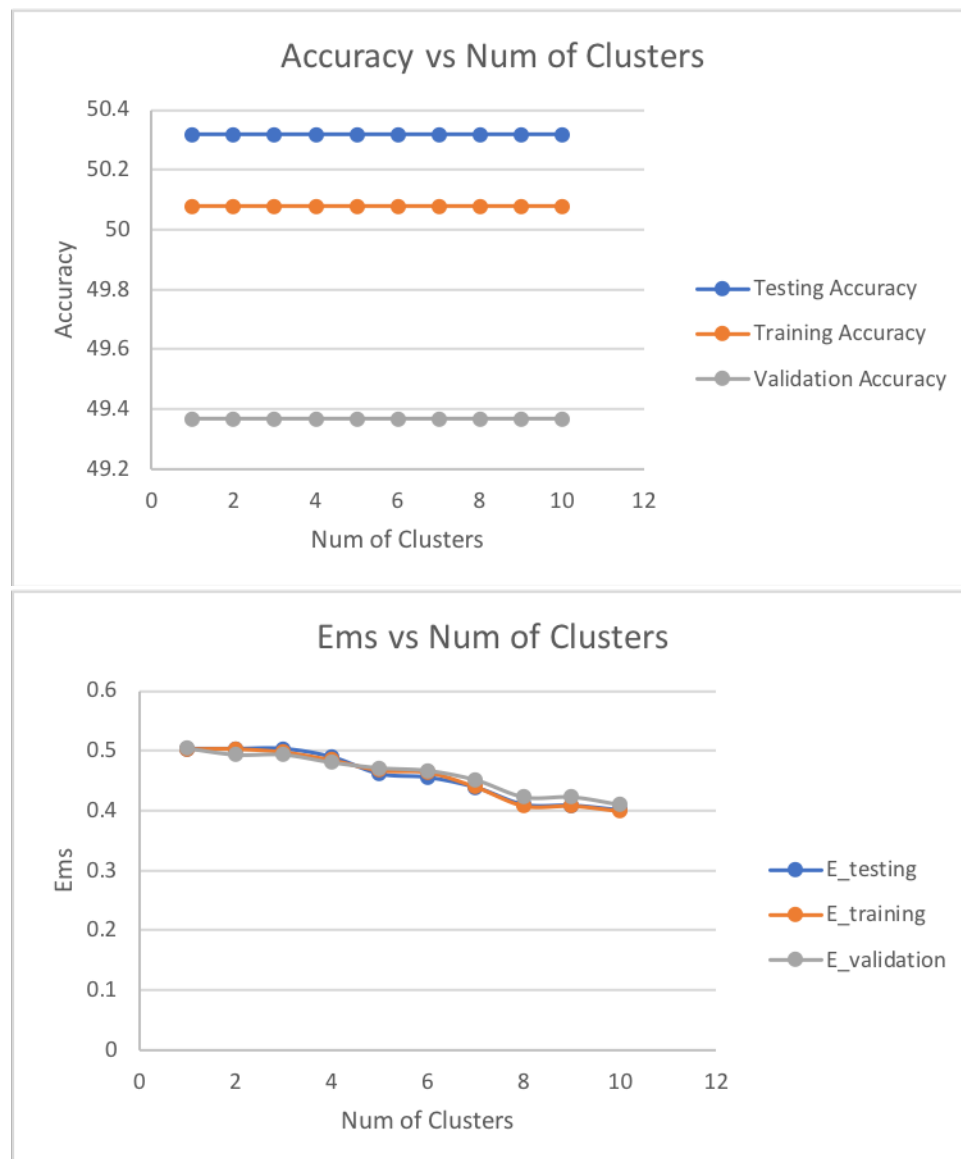 Accuracy vs Num of Clusters
50.4
50.2
50
49.8
49.6
49.4
49.2
Accuracy
0 2 4 6 8 10 12
Num of Clusters
Testing Accuracy
Training Accuracy
Validation Accuracy
Ems vs Num of Clusters
0.6
0.5
0.4
0.3
0.2
0.1
0
Ems
0 2 4 6 8 10 12
Num of Clusters
E_testing
E_training
E_validation